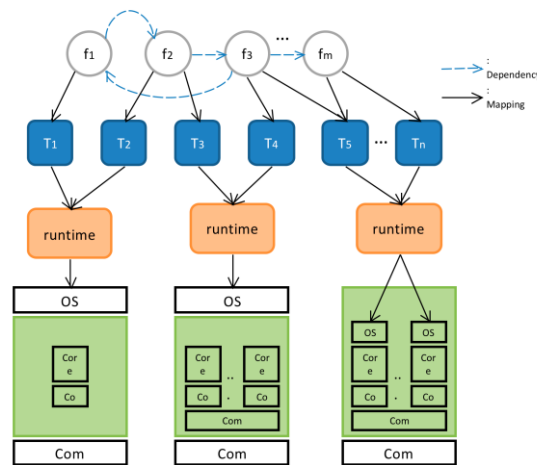 ...
f1 f2 f3 fm
:
Dependency
:
Mapping
T1 T2 T3 T4 T5 ... Tn
runtime runtime runtime
OS OS
OS OS
Cor
e
Cor
e
..
Cor
e
Cor
e
..
Cor
e
Co
Co
.
Co
Co
.
Co
Com
Com
Com Com Com